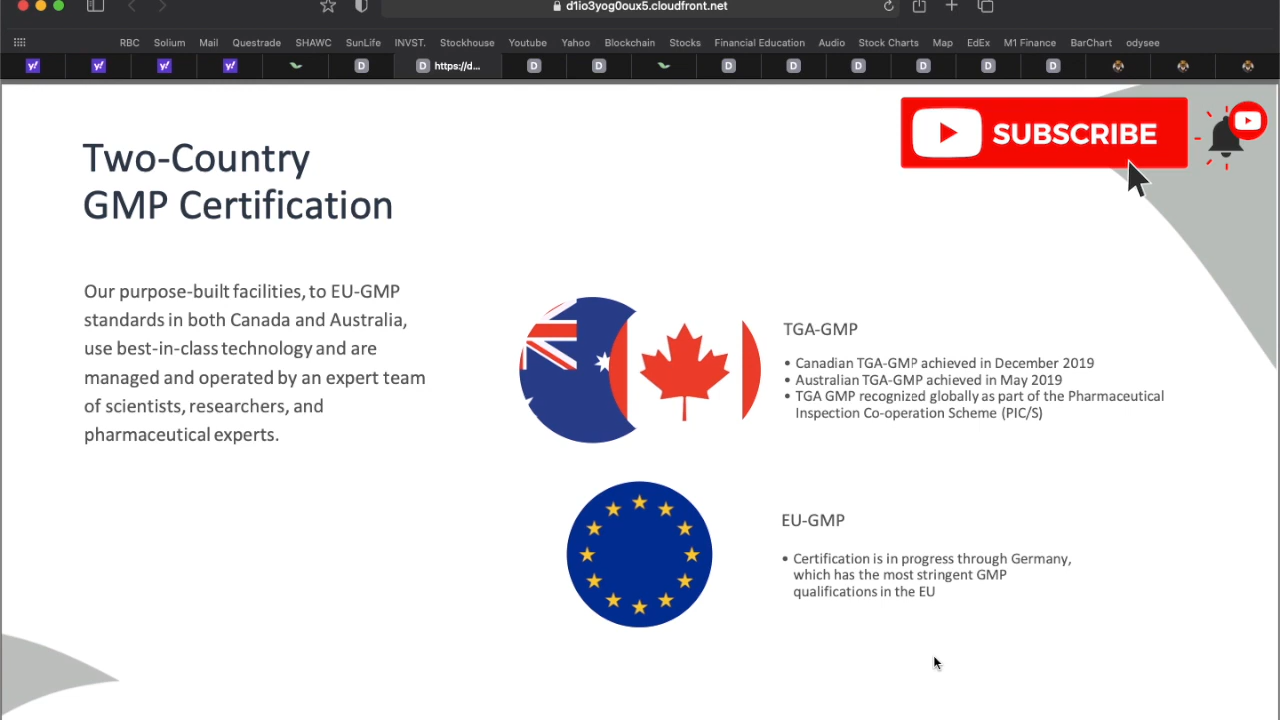 d1io3yog0oux5.cloudfront.net
RBC Solium Mail Questrade SHAWC SunLife INVST. Stockhouse Youtube Yahoo Blockchain Stocks Financial Education Audio Stock Charts Map EdEx M1 Finance BarChart odysee
y! y! y! y! D D https://d... D D D D D D D D
SUBSCRIBE
Two-Country
GMP Certification
Our purpose-built facilities, to EU-GMP
standards in both Canada and Australia,
use best-in-class technology and are
managed and operated by an expert team
of scientists, researchers, and
pharmaceutical experts.
TGA-GMP
• Canadian TGA-GMP achieved in December 2019
• Australian TGA-GMP achieved in May 2019
• TGA GMP recognized globally as part of the Pharmaceutical
Inspection Co-operation Scheme (PIC/S)
EU-GMP
• Certification is in progress through Germany,
which has the most stringent GMP
qualifications in the EU